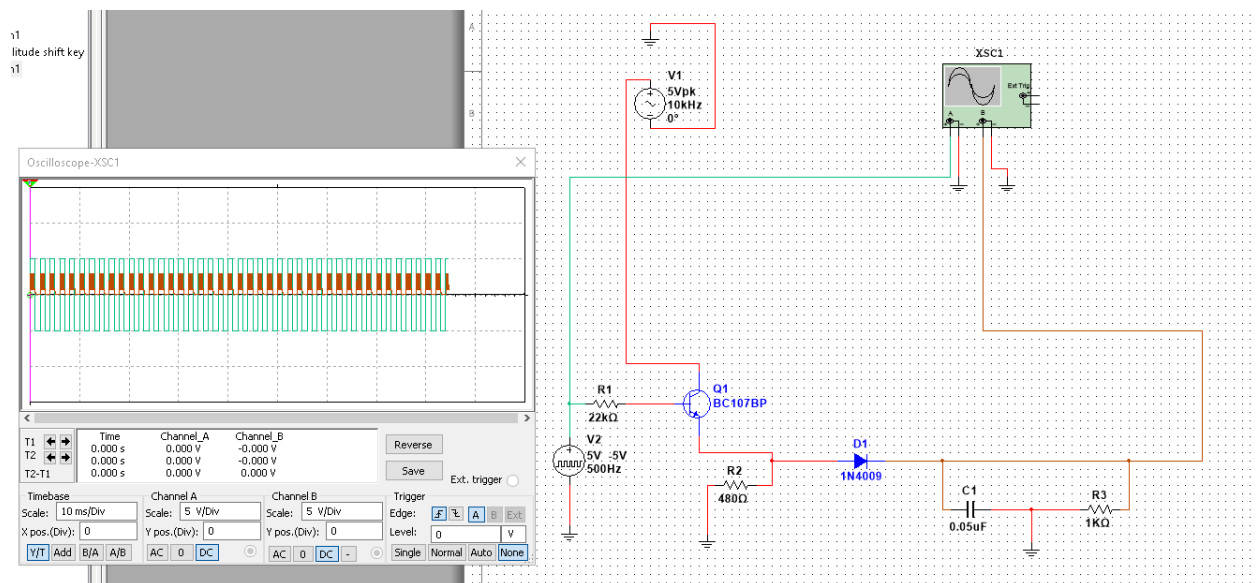 litude shift key
Oscilloscope-XSC1
T1
T2
T2-T1
Time
0.000 s
0.000 s
0.000 s
Channel_A
0.000 V
0.000 V
0.000 V
Channel_B
-0.000 V
-0.000 V
0.000 V
Reverse
Save
Ext. trigger
Timebase
Scale: 10 ms/Div
X pos.(Div): 0
Y/T Add B/A A/B
Channel A
Scale: 5 V/Div
Y pos.(Div): 0
AC 0 DC
Channel B
Scale: 5 V/Div
Y pos.(Div): 0
AC 0 DC -
Trigger
Edge: A B Ext
Level: 0 V
Single Normal Auto None
A
B
V1
5Vpk
10kHz
0°
XSC1
Ext Trig
A
B
R1
22kΩ
Q1
BC107BP
V2
5V -5V
500Hz
R2
480Ω
D1
1N4009
C1
0.05uF
R3
1KΩ